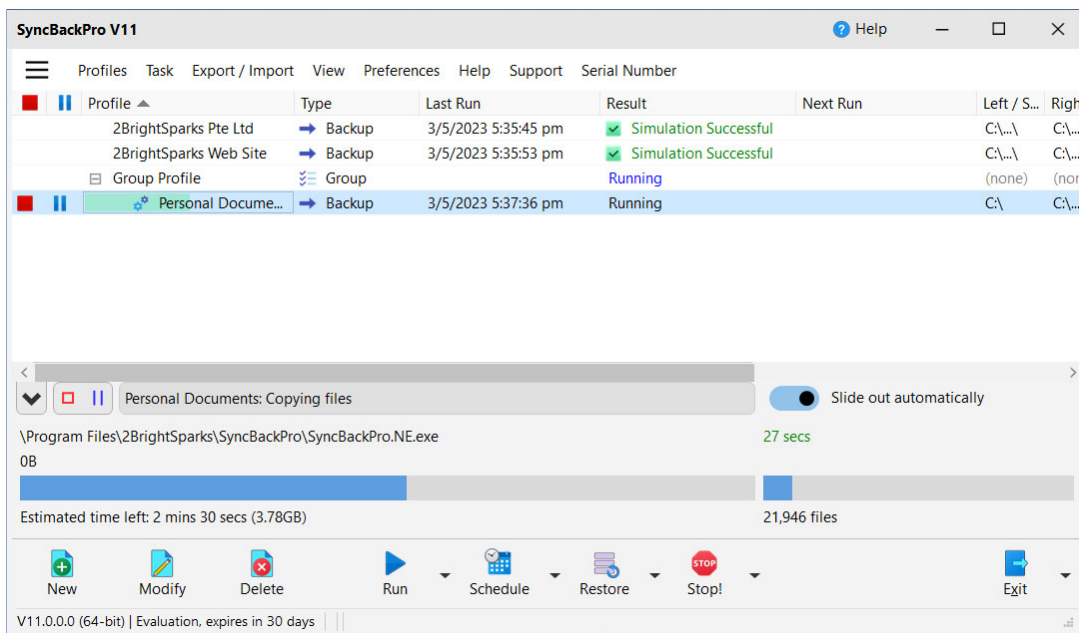 SyncBackPro V11 Help
Profiles Task Export / Import View Preferences Help Support Serial Number
Profile Type Last Run Result Next Run Left / S... Righ
2BrightSparks Pte Ltd Backup 3/5/2023 5:35:45 pm Simulation Successful C:\...\ C:\...
2BrightSparks Web Site Backup 3/5/2023 5:35:53 pm Simulation Successful C:\...\ C:\...
Group Profile Group Running (none) (nor
Personal Docume... Backup 3/5/2023 5:37:36 pm Running C:\ C:\...
Personal Documents: Copying files Slide out automatically
\Program Files\2BrightSparks\SyncBackPro\SyncBackPro.NE.exe 27 secs
0B
Estimated time left: 2 mins 30 secs (3.78GB) 21,946 files
STOP
New Modify Delete Run Schedule Restore Stop! Exit
V11.0.0.0 (64-bit) | Evaluation, expires in 30 days